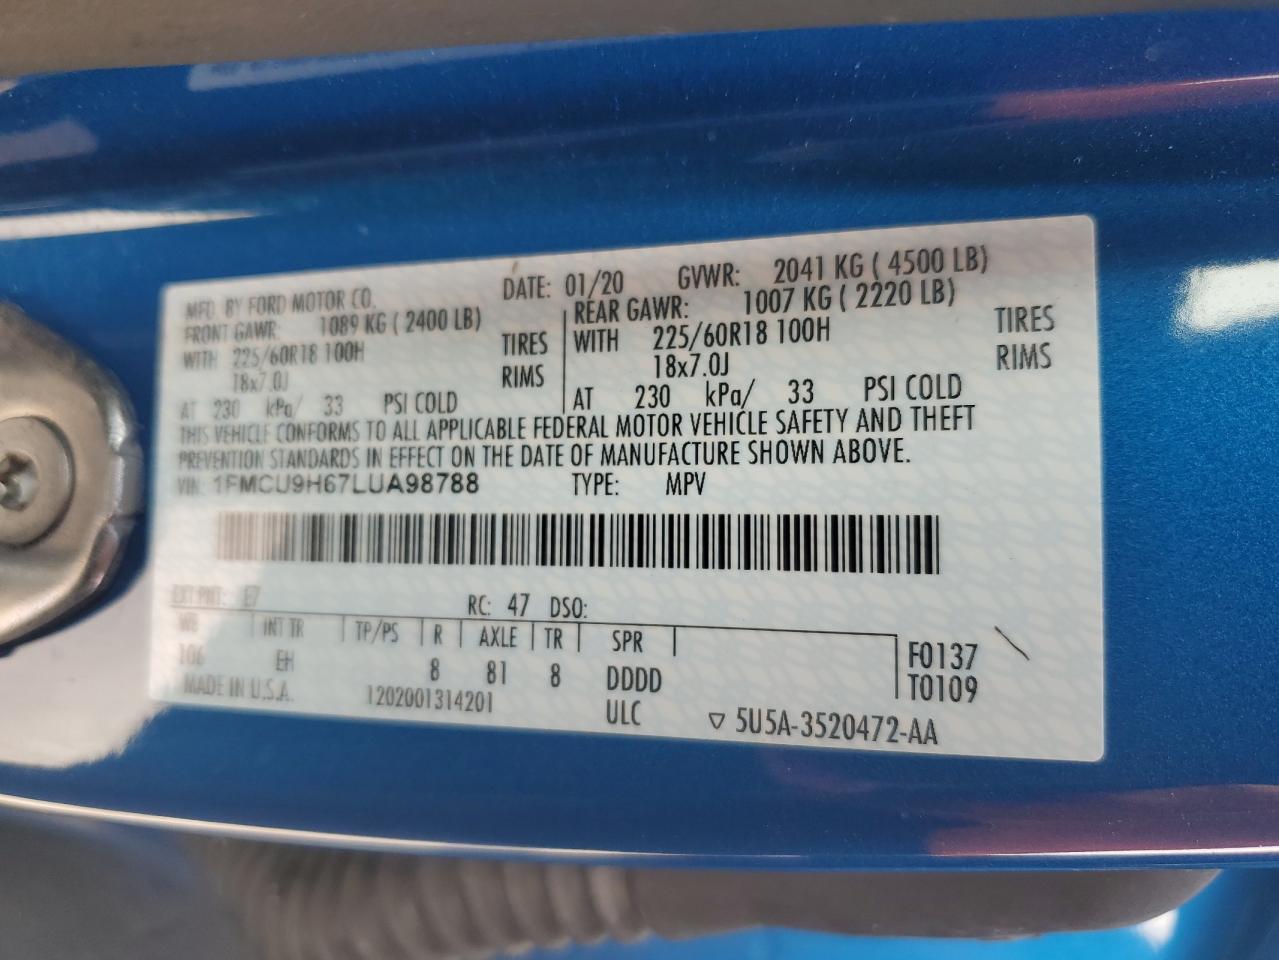 MFD. BY FORD MOTOR CO. DATE: 01/20 GVWR: 2041 KG ( 4500 LB)
FRONT GAWR: 1089 KG ( 2400 LB) REAR GAWR: 1007 KG ( 2220 LB)
WITH 225/60R18 100H TIRES WITH 225/60R18 100H TIRES
18x7.0J RIMS 18x7.0J RIMS
AT 230 kPa/ 33 PSI COLD AT 230 kPa/ 33 PSI COLD
THIS VEHICLE CONFORMS TO ALL APPLICABLE FEDERAL MOTOR VEHICLE SAFETY AND THEFT
PREVENTION STANDARDS IN EFFECT ON THE DATE OF MANUFACTURE SHOWN ABOVE.
VIN: 1FMCU9H67LUA98788 TYPE: MPV
EXT PNT: E7 RC: 47 DSO:
WB INT TR TP/PS R AXLE TR SPR
106 EH 8 81 8 DDDD F0137
T0109
MADE IN U.S.A. 1202001314201 ULC ▽ 5U5A-3520472-AA